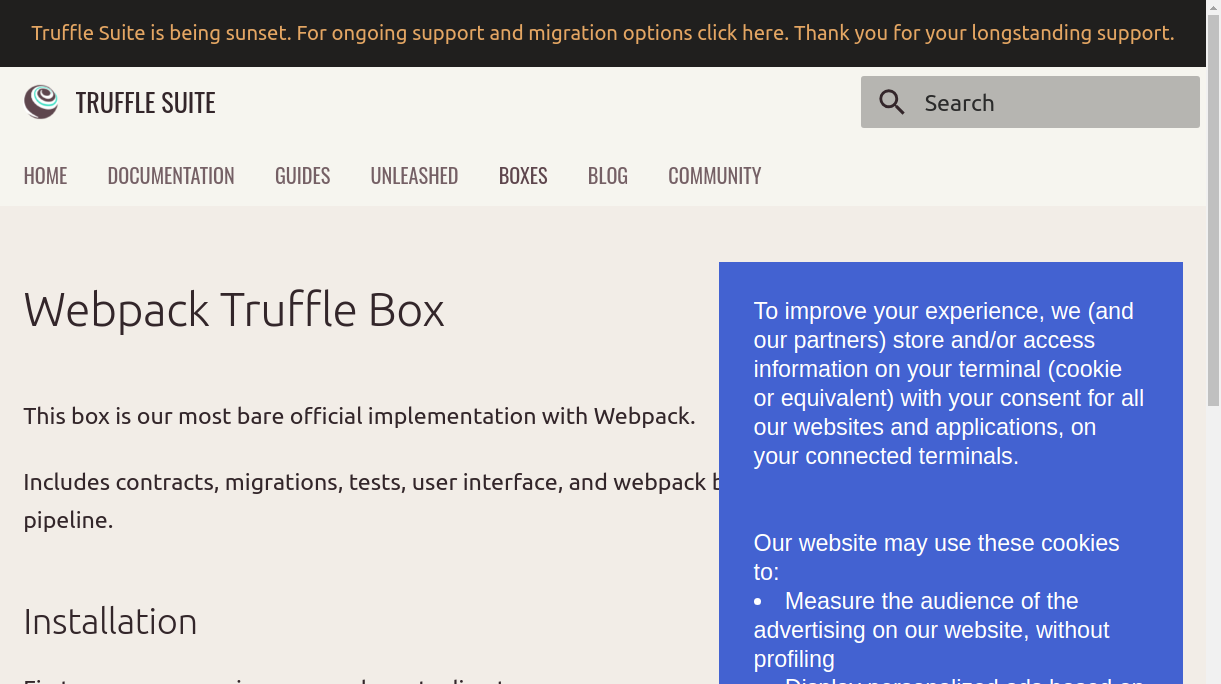 Truffle Suite is being sunset. For ongoing support and migration options click here. Thank you for your longstanding support.
TRUFFLE SUITE
Search
HOME DOCUMENTATION GUIDES UNLEASHED BOXES BLOG COMMUNITY
Webpack Truffle Box
This box is our most bare official implementation with Webpack.
Includes contracts, migrations, tests, user interface, and webpack
pipeline.
Installation
To improve your experience, we (and
our partners) store and/or access
information on your terminal (cookie
or equivalent) with your consent for all
our websites and applications, on
your connected terminals.
Our website may use these cookies
to:
• Measure the audience of the
advertising on our website, without
profiling
Display personalized ads based on